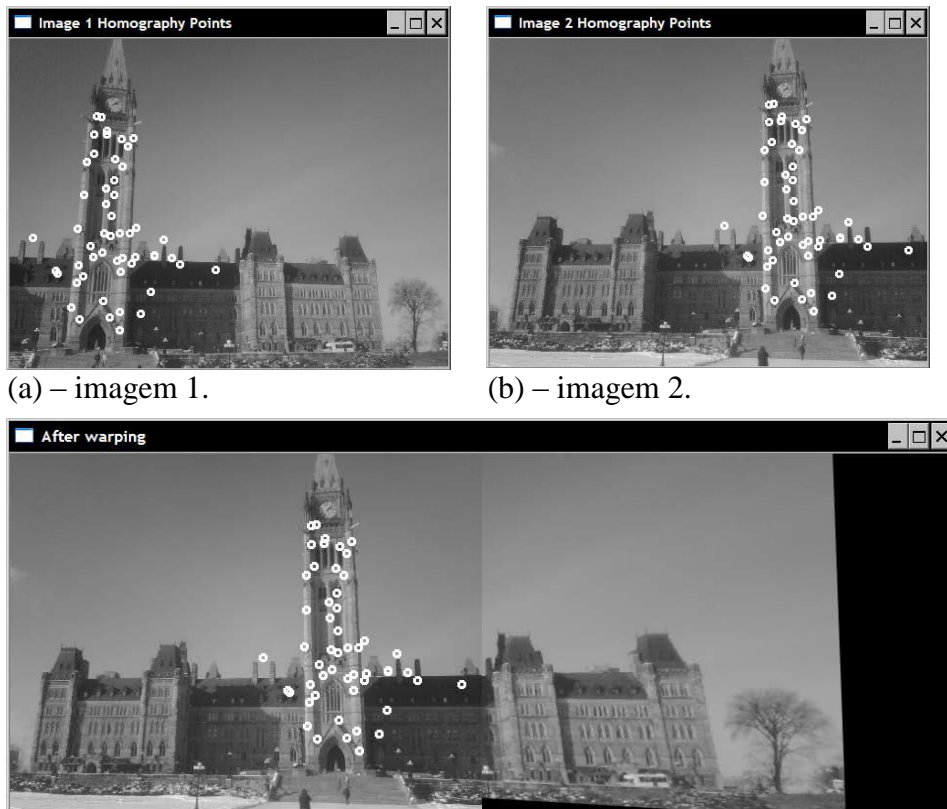 Image 1 Homography Points
Image 2 Homography Points
(a) – imagem 1.
(b) – imagem 2.
After warping